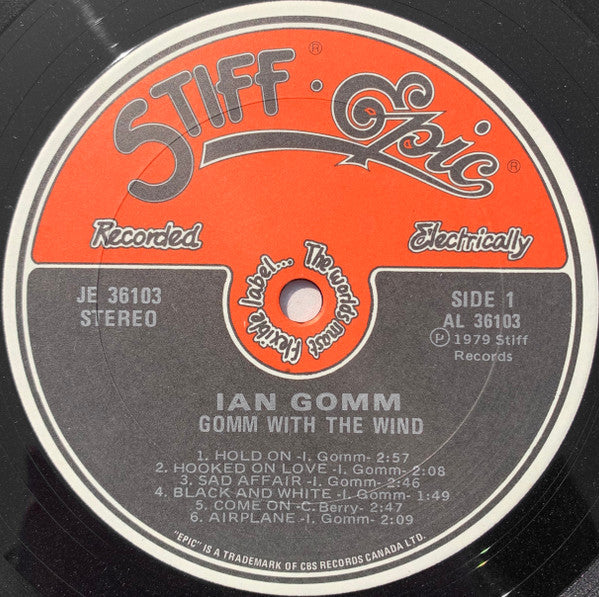 STIFF® · Epic®
Recorded
Electrically
The worlds most flexible label...
JE 36103
STEREO
SIDE 1
AL 36103
Ⓟ 1979 Stiff
Records
IAN GOMM
GOMM WITH THE WIND
1. HOLD ON -I. Gomm- 2:57
2. HOOKED ON LOVE -I. Gomm- 2:08
3. SAD AFFAIR -I. Gomm- 2:46
4. BLACK AND WHITE -I. Gomm- 1:49
5. COME ON -C. Berry- 2:47
6. AIRPLANE -I. Gomm- 2:09
"EPIC" IS A TRADEMARK OF CBS RECORDS CANADA LTD.